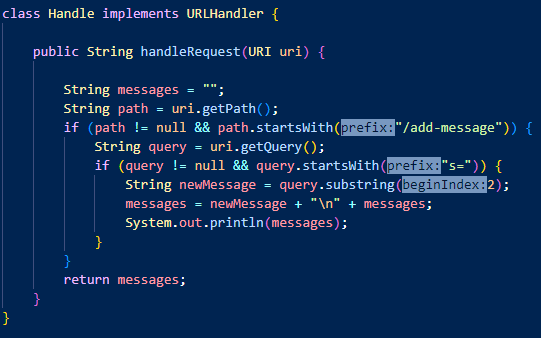 class Handle implements URLHandler {
public String handleRequest(URI uri) {
String messages = "";
String path = uri.getPath();
if (path != null && path.startsWith(prefix:"/add-message")) {
String query = uri.getQuery();
if (query != null && query.startsWith(prefix:"s=")) {
String newMessage = query.substring(beginIndex:2);
messages = newMessage + "\n" + messages;
System.out.println(messages);
}
}
return messages;
}
}